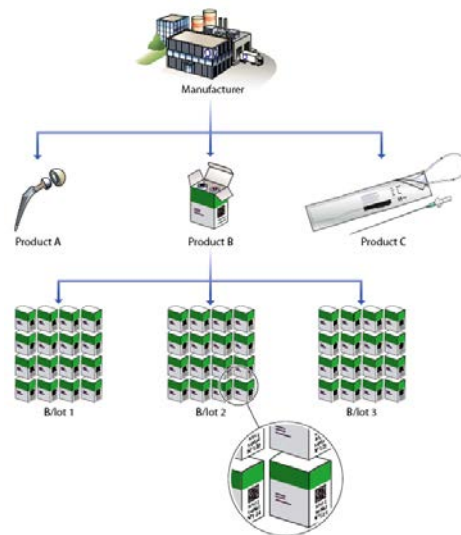 Manufacturer
Product A
Product B
Product C
B/lot 1
B/lot 2
B/lot 3